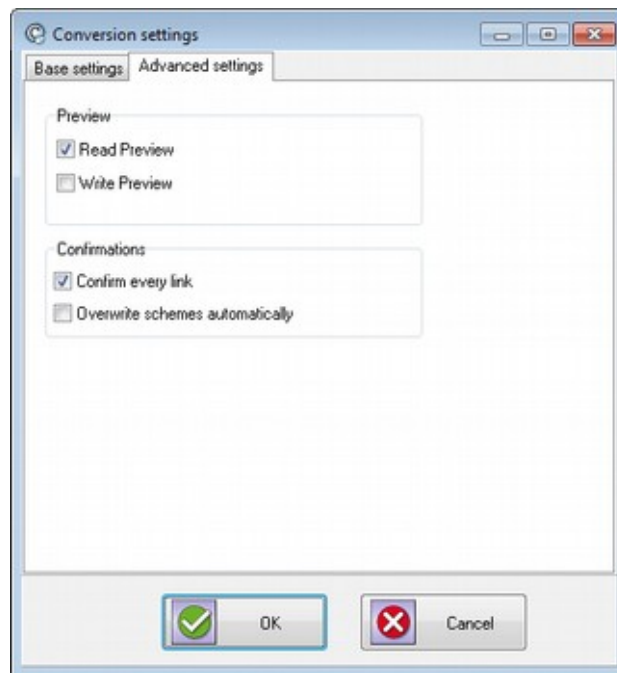 Conversion settings
Base settings Advanced settings
Preview
Read Preview
Write Preview
Confirmations
Confirm every link
Overwrite schemes automatically
OK Cancel